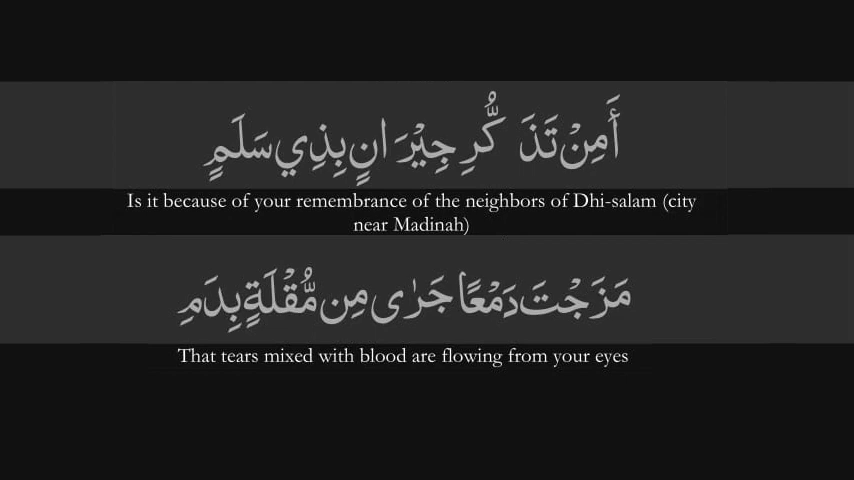 أَمِنْ تَذَكُّرِ جِيْرَانٍ بِذِي سَلَمٍ
Is it because of your remembrance of the neighbors of Dhi-salam (city
near Madinah)
مَزَجْتَ دَمْعًا جَرٰى مِن مُّقْلَةٍ بِدَمِ
That tears mixed with blood are flowing from your eyes